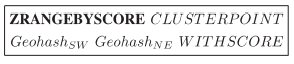 ZRANGEBYSCORE CLUSTERPOINT
Geohash_SW Geohash_NE WITHSCORE